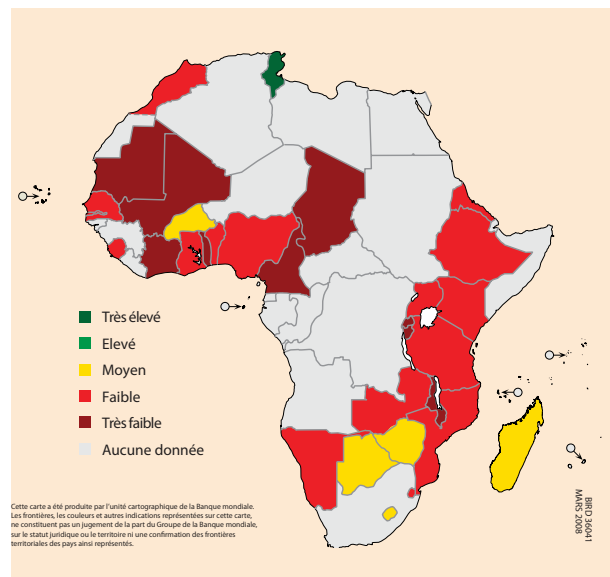 Très élevé
Elevé
Moyen
Faible
Très faible
Aucune donnée
Cette carte a été produite par l'unité cartographique de la Banque mondiale.
Les frontières, les couleurs et autres indications représentées sur cette carte,
ne constituent pas un jugement de la part du Groupe de la Banque mondiale,
sur le statut juridique ou le territoire ni une confirmation des frontières
territoriales des pays ainsi représentés.
BIRD 36041
MARS 2008